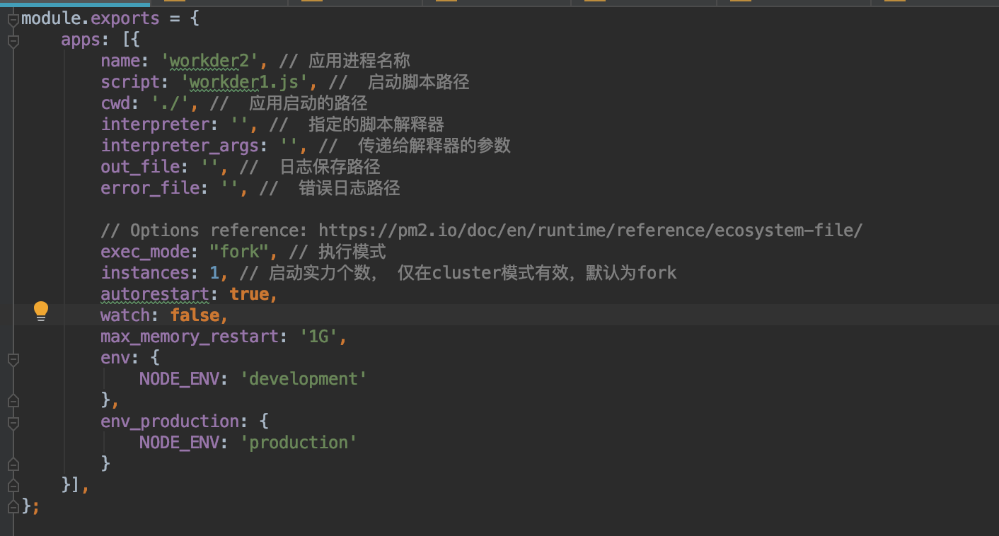 module.exports = {
    apps: [{
        name: 'workder2', // 应用进程名称
        script: 'workder1.js', //  启动脚本路径
        cwd: './', //  应用启动的路径
        interpreter: '', //  指定的脚本解释器
        interpreter_args: '', //  传递给解释器的参数
        out_file: '', //  日志保存路径
        error_file: '', //  错误日志路径

        // Options reference: https://pm2.io/doc/en/runtime/reference/ecosystem-file/
        exec_mode: "fork", // 执行模式
        instances: 1, // 启动实力个数， 仅在cluster模式有效，默认为fork
        autorestart: true,
        watch: false,
        max_memory_restart: '1G',
        env: {
            NODE_ENV: 'development'
        },
        env_production: {
            NODE_ENV: 'production'
        }
    }],
};